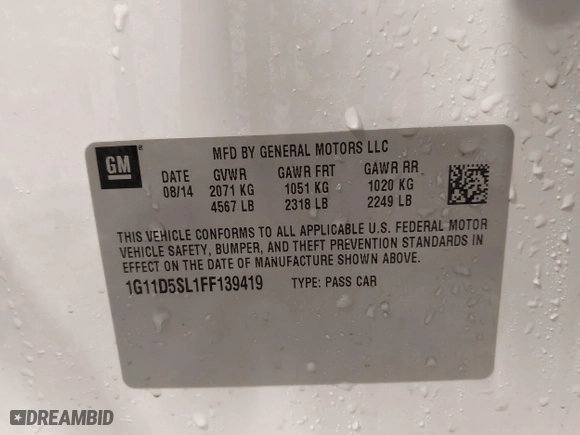 GM
MFD BY GENERAL MOTORS LLC
DATE GVWR GAWR FRT GAWR RR
08/14 2071 KG 1051 KG 1020 KG
4567 LB 2318 LB 2249 LB
THIS VEHICLE CONFORMS TO ALL APPLICABLE U.S. FEDERAL MOTOR
VEHICLE SAFETY, BUMPER, AND THEFT PREVENTION STANDARDS IN
EFFECT ON THE DATE OF MANUFACTURE SHOWN ABOVE.
1G11D5SL1FF139419 TYPE: PASS CAR
DREAMBID